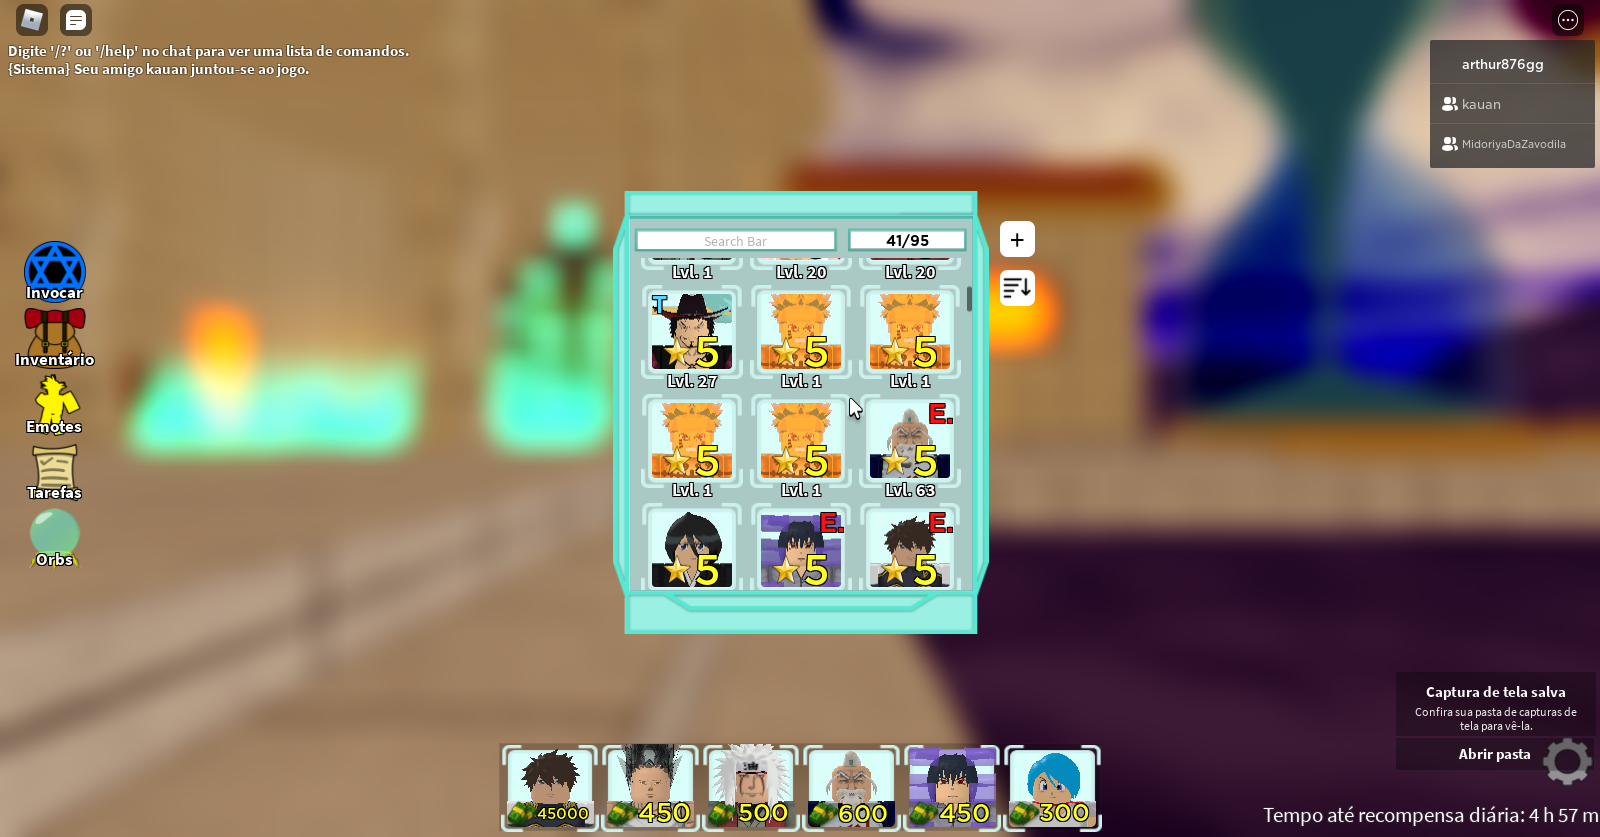 Digite '/?' ou '/help' no chat para ver uma lista de comandos.
{Sistema} Seu amigo kauan juntou-se ao jogo.
arthur876gg
kauan
MidoriyaDaZavodila
Invocar
Inventário
Emotes
Tarefas
Orbs
Search Bar
41/95
Lvl. 1
Lvl. 20
Lvl. 20
T
5
5
5
Lvl. 27
Lvl. 1
Lvl. 1
E.
5
5
5
Lvl. 1
Lvl. 1
Lvl. 63
E.
E.
5
5
5
45000
油
450
500
600
450
300
Captura de tela salva
Confira sua pasta de capturas de
tela para vê-la.
Abrir pasta
Tempo até recompensa diária: 4 h 57 m